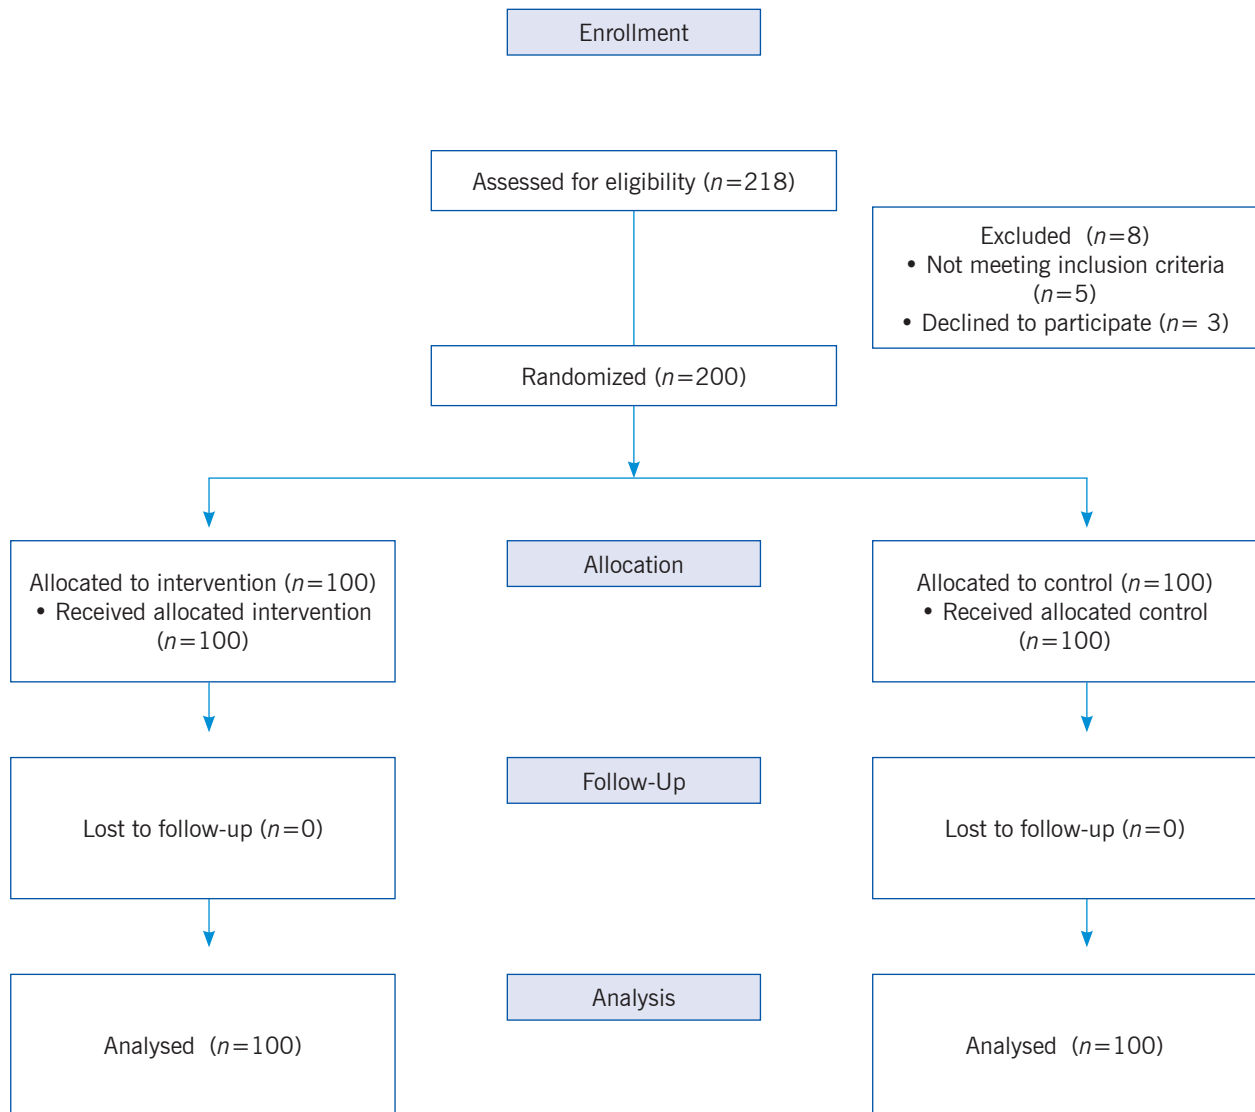 Enrollment
Assessed for eligibility (n=218)
Excluded  (n=8)
• Not meeting inclusion criteria
(n=5)
• Declined to participate (n= 3)
Randomized (n=200)
Allocated to intervention (n=100)
• Received allocated intervention
(n=100)
Allocation
Allocated to control (n=100)
• Received allocated control
(n=100)
Lost to follow-up (n=0)
Follow-Up
Lost to follow-up (n=0)
Analysed  (n=100)
Analysis
Analysed  (n=100)